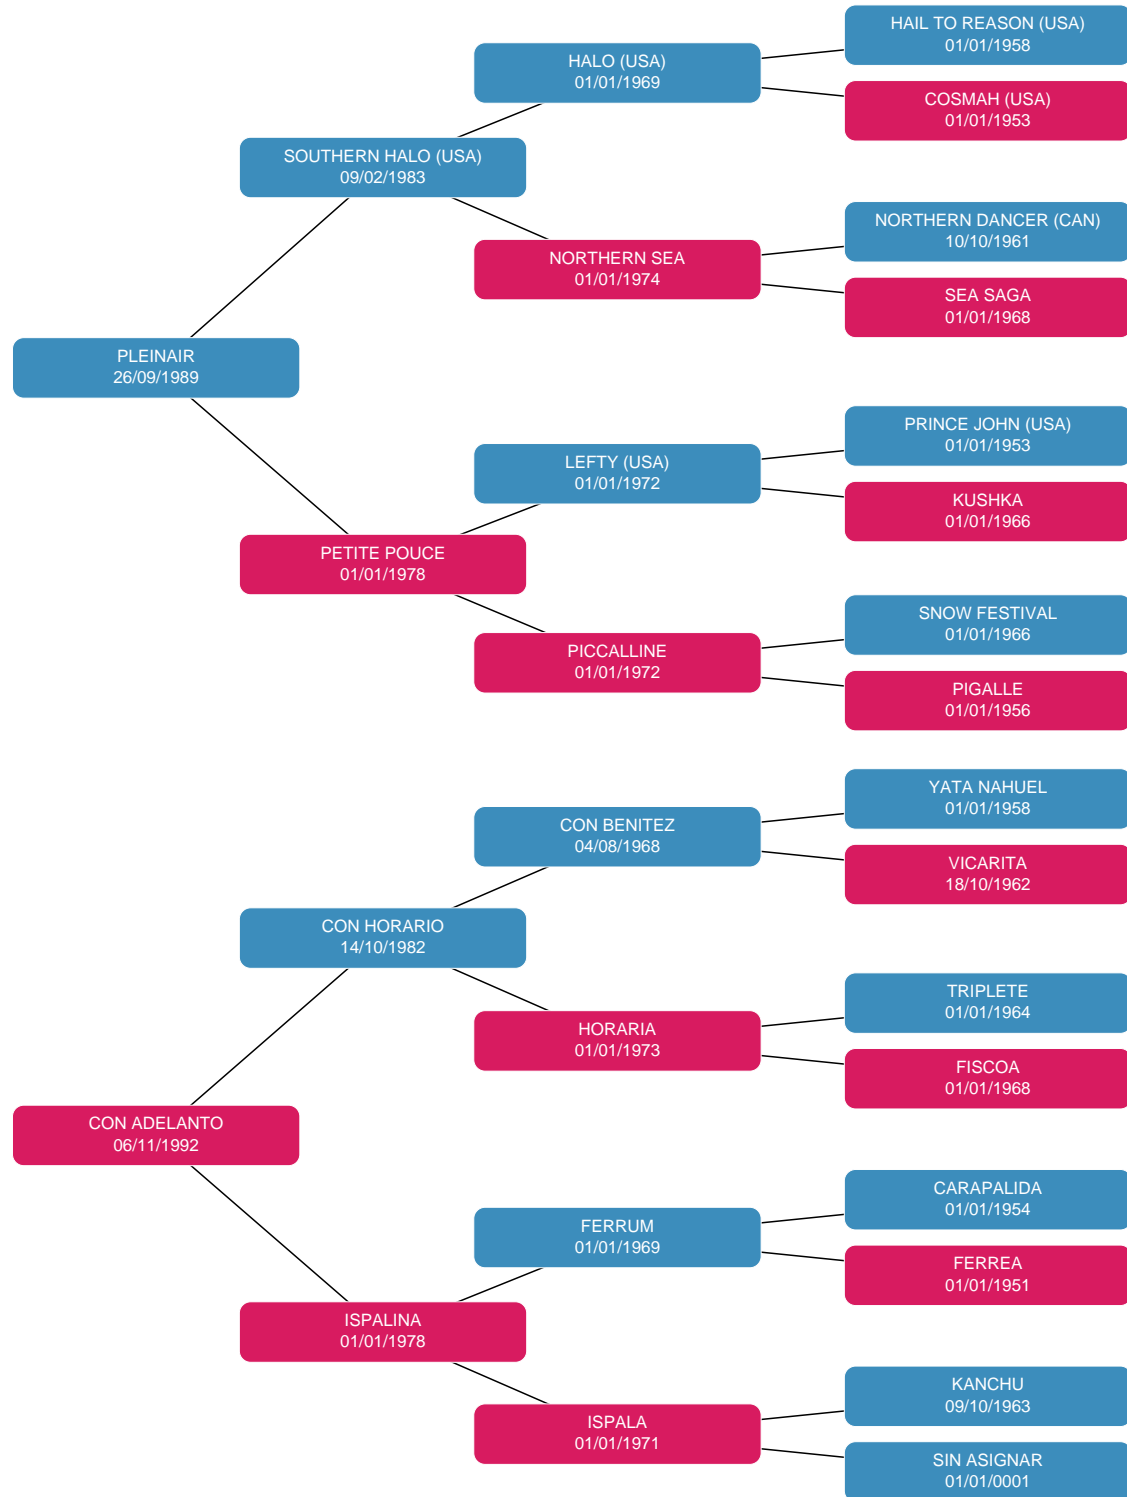 HAIL TO REASON (USA)
01/01/1958
HALO (USA)
01/01/1969
COSMAH (USA)
01/01/1953
SOUTHERN HALO (USA)
09/02/1983
NORTHERN DANCER (CAN)
10/10/1961
NORTHERN SEA
01/01/1974
SEA SAGA
01/01/1968
PLEINAIR
26/09/1989
PRINCE JOHN (USA)
01/01/1953
LEFTY (USA)
01/01/1972
KUSHKA
01/01/1966
PETITE POUCE
01/01/1978
SNOW FESTIVAL
01/01/1966
PICCALLINE
01/01/1972
PIGALLE
01/01/1956
YATA NAHUEL
01/01/1958
CON BENITEZ
04/08/1968
VICARITA
18/10/1962
CON HORARIO
14/10/1982
TRIPLETE
01/01/1964
HORARIA
01/01/1973
FISCOA
01/01/1968
CON ADELANTO
06/11/1992
CARAPALIDA
01/01/1954
FERRUM
01/01/1969
FERREA
01/01/1951
ISPALINA
01/01/1978
KANCHU
09/10/1963
ISPALA
01/01/1971
SIN ASIGNAR
01/01/0001